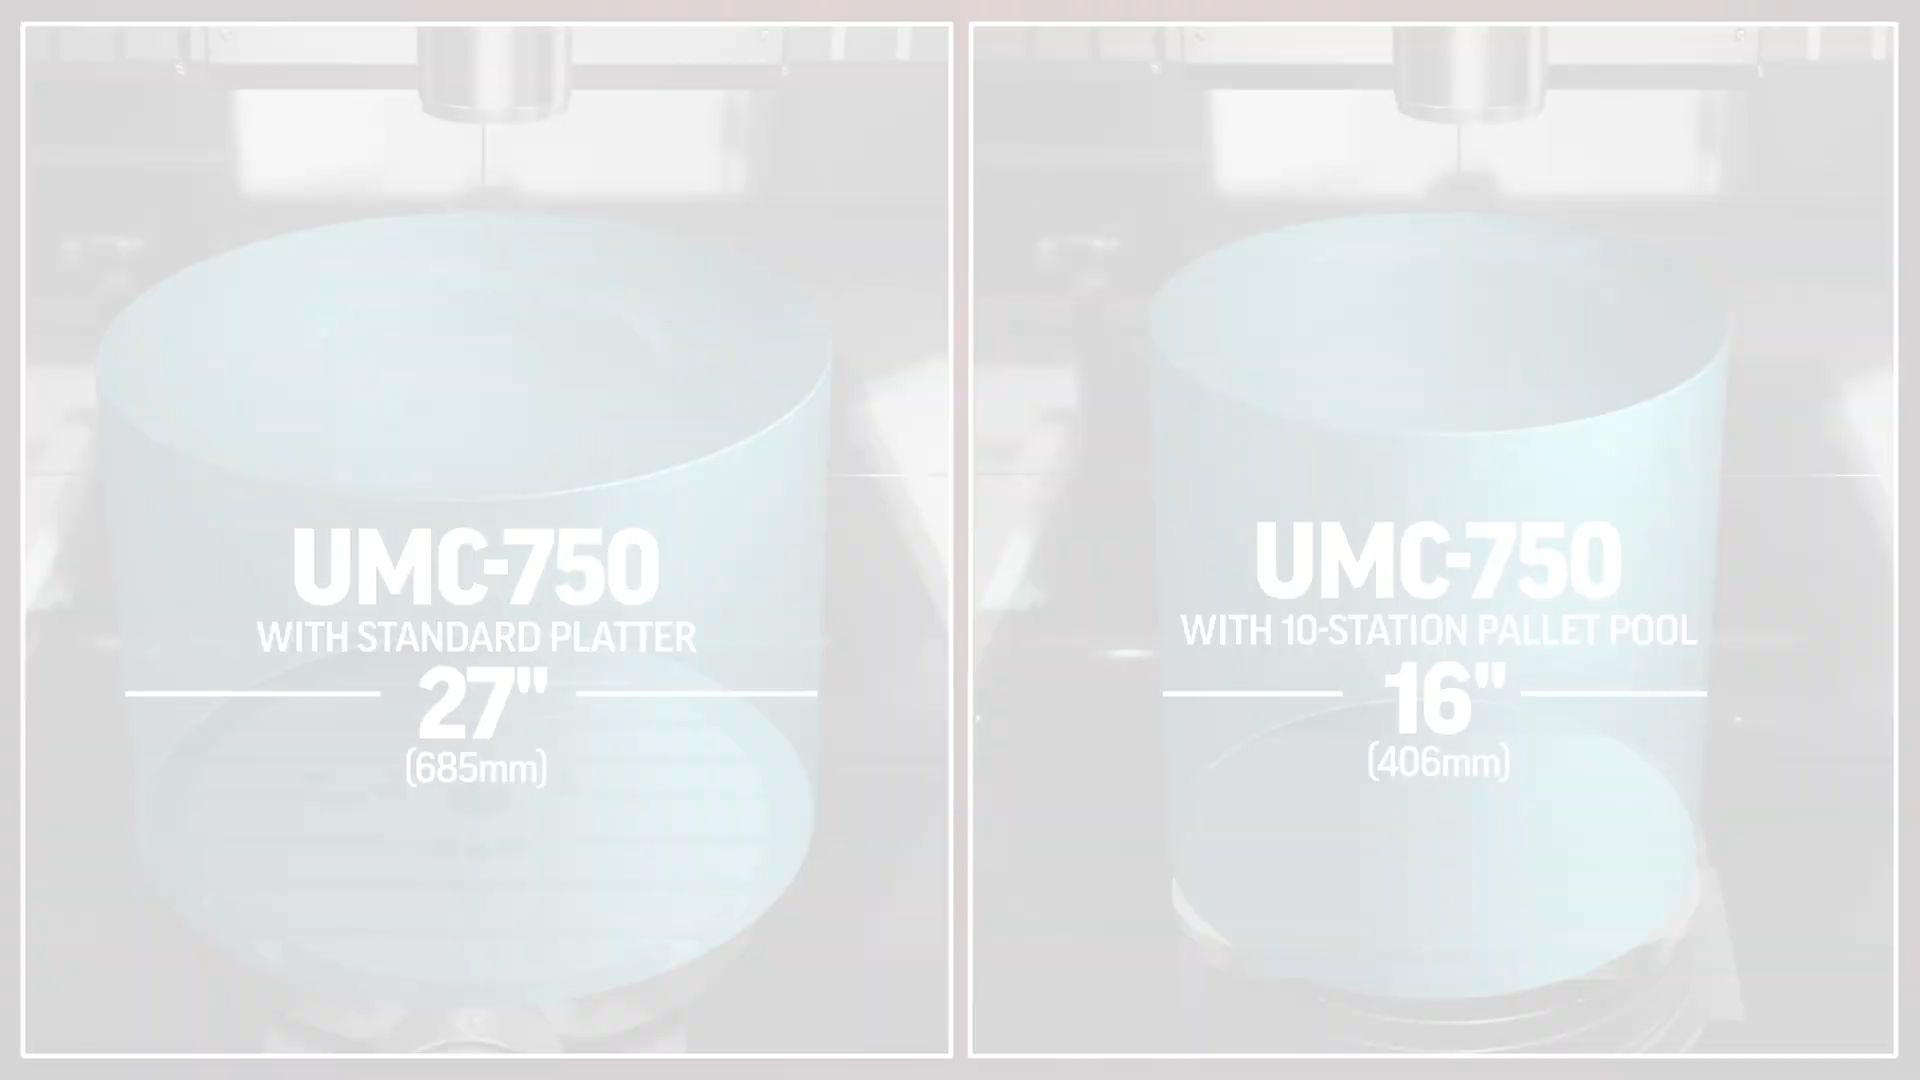 UMC-750
WITH STANDARD PLATTER
27"
(685mm)
UMC-750
WITH 10-STATION PALLET POOL
16"
(406mm)